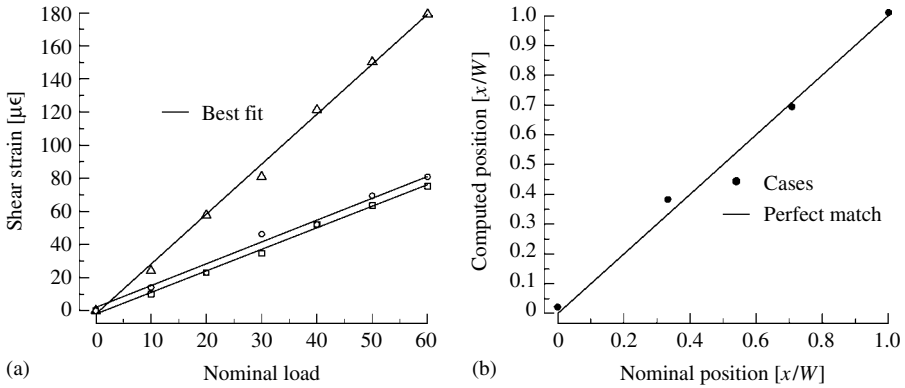 180
160
140
120
100
80
60
40
20
0
Shear strain [με]
Best fit
0 10 20 30 40 50 60
Nominal load
(a)
1.0
0.9
0.8
0.7
0.6
0.5
0.4
0.3
0.2
0.1
0
Computed position [x/W]
Cases
Perfect match
0 0.2 0.4 0.6 0.8 1.0
Nominal position [x/W]
(b)